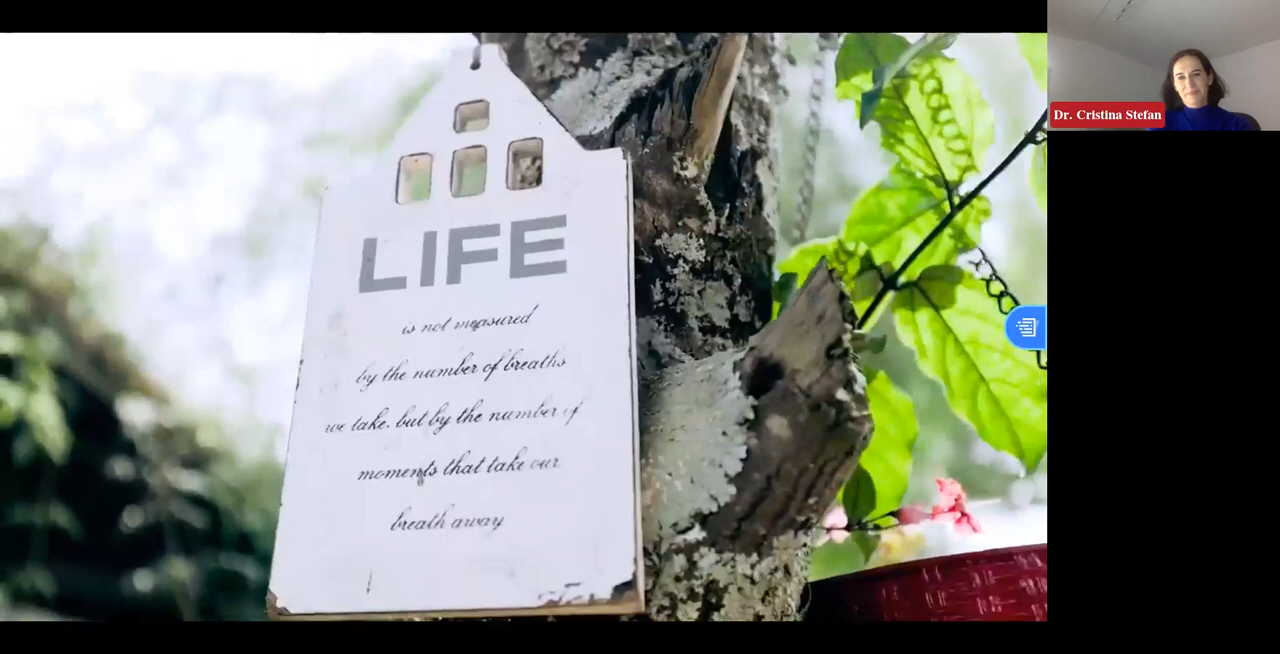 LIFE
is not measured
by the number of breaths
we take, but by the number of
moments that take our
breath away
Dr. Cristina Stefan